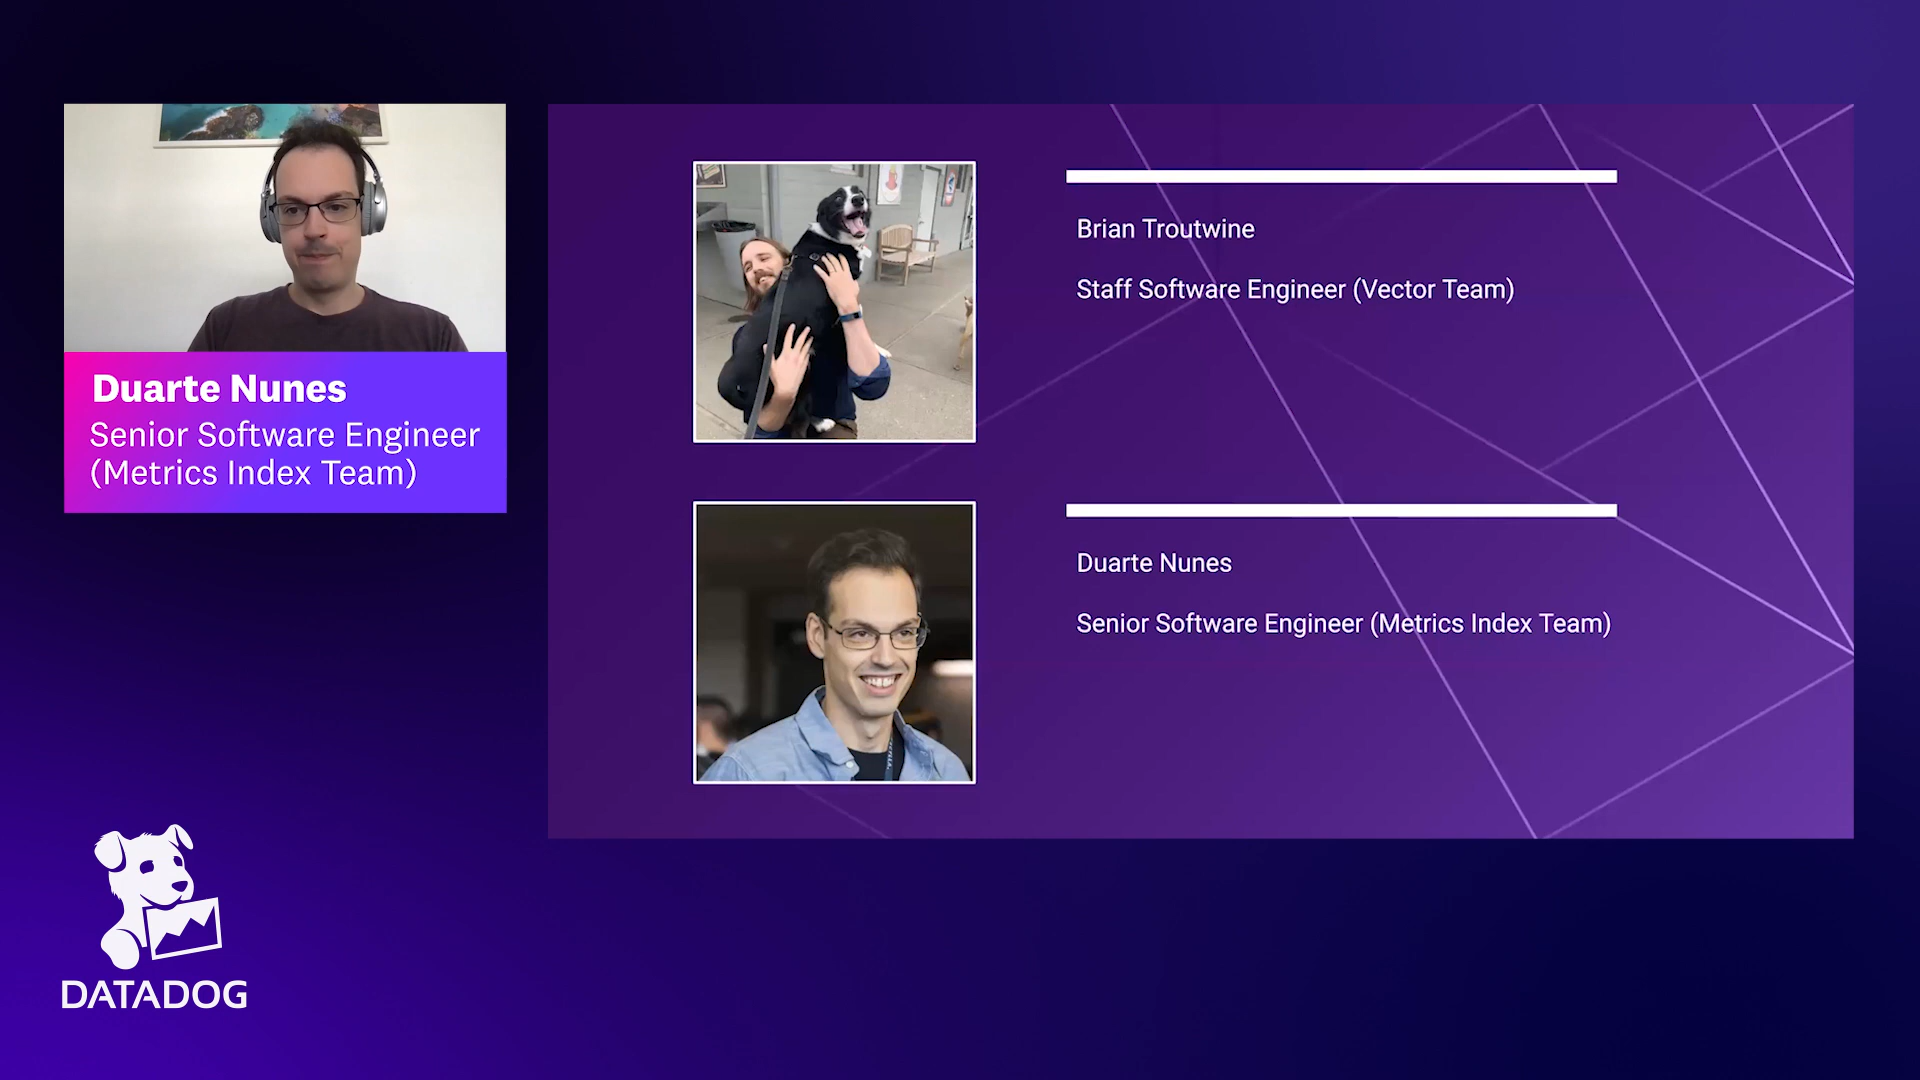 Duarte Nunes
Senior Software Engineer
(Metrics Index Team)
Brian Troutwine
Staff Software Engineer (Vector Team)
Duarte Nunes
Senior Software Engineer (Metrics Index Team)
DATADOG